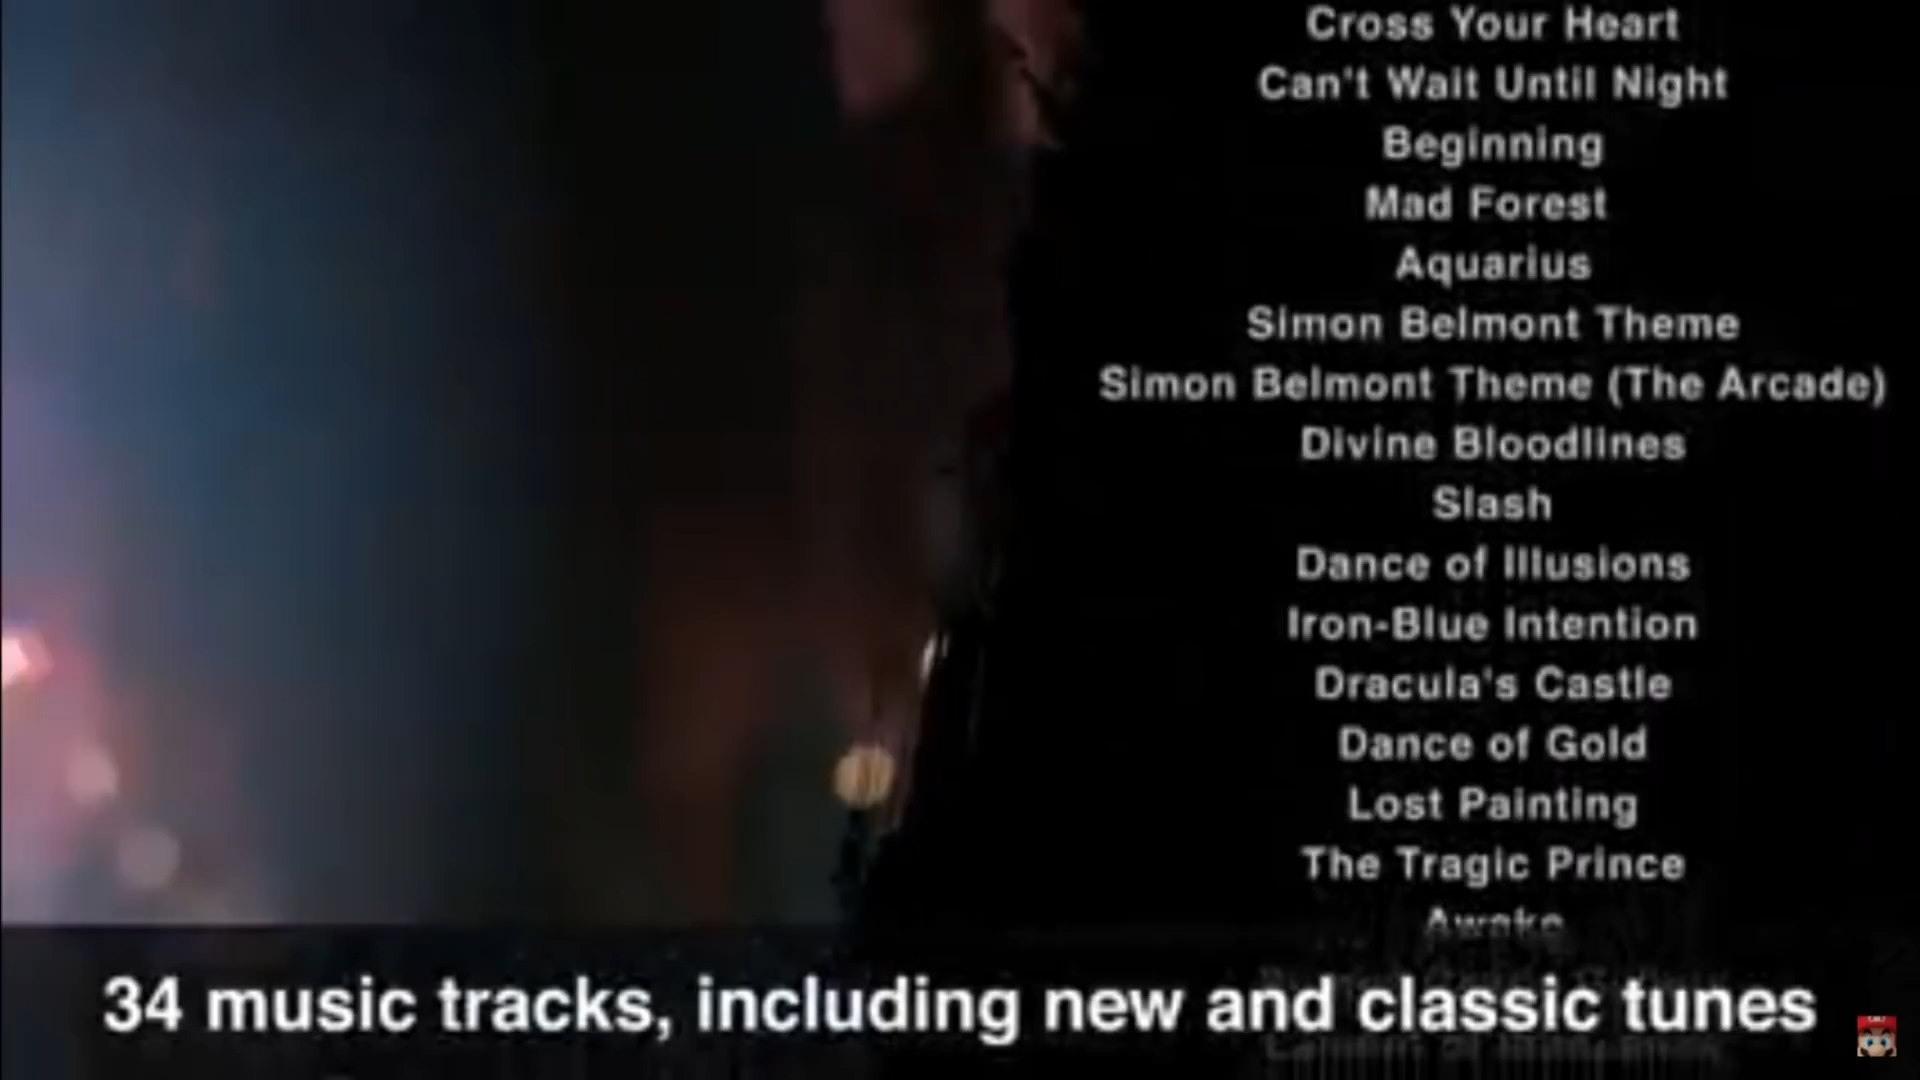 Cross Your Heart
Can't Wait Until Night
Beginning
Mad Forest
Aquarius
Simon Belmont Theme
Simon Belmont Theme (The Arcade)
Divine Bloodlines
Slash
Dance of Illusions
Iron-Blue Intention
Dracula's Castle
Dance of Gold
Lost Painting
The Tragic Prince
Awake
34 music tracks, including new and classic tunes